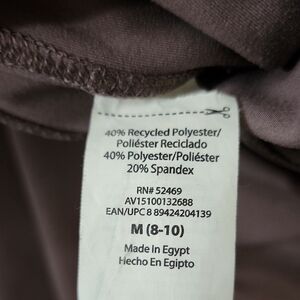 40% Recycled Polyester/
Poliéster Reciclado
40% Polyester/Poliéster
20% Spandex
RN# 52469
AV15100132688
EAN/UPC 8 89424204139
M (8-10)
Made In Egypt
Hecho En Egipto